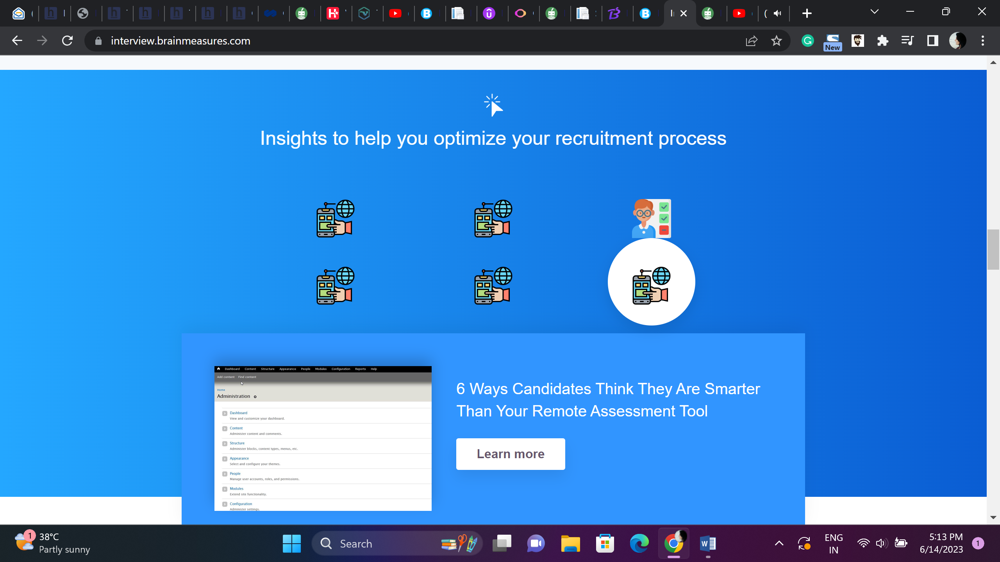 interview.brainmeasures.com
New
Insights to help you optimize your recruitment process
Dashboard Content Structure Appearance People Modules Configuration Reports Help
Add content Find content
Home
Administration
Dashboard
View and customize your dashboard.
Content
Administer content and comments.
Structure
Administer blocks, content types, menus, etc.
Appearance
Select and configure your themes.
People
Manage user accounts, roles, and permissions.
Modules
Extend site functionality.
Configuration
Administer settings.
6 Ways Candidates Think They Are Smarter
Than Your Remote Assessment Tool
Learn more
1
38°C
Partly sunny
Search
ENG
IN
5:13 PM
6/14/2023
1